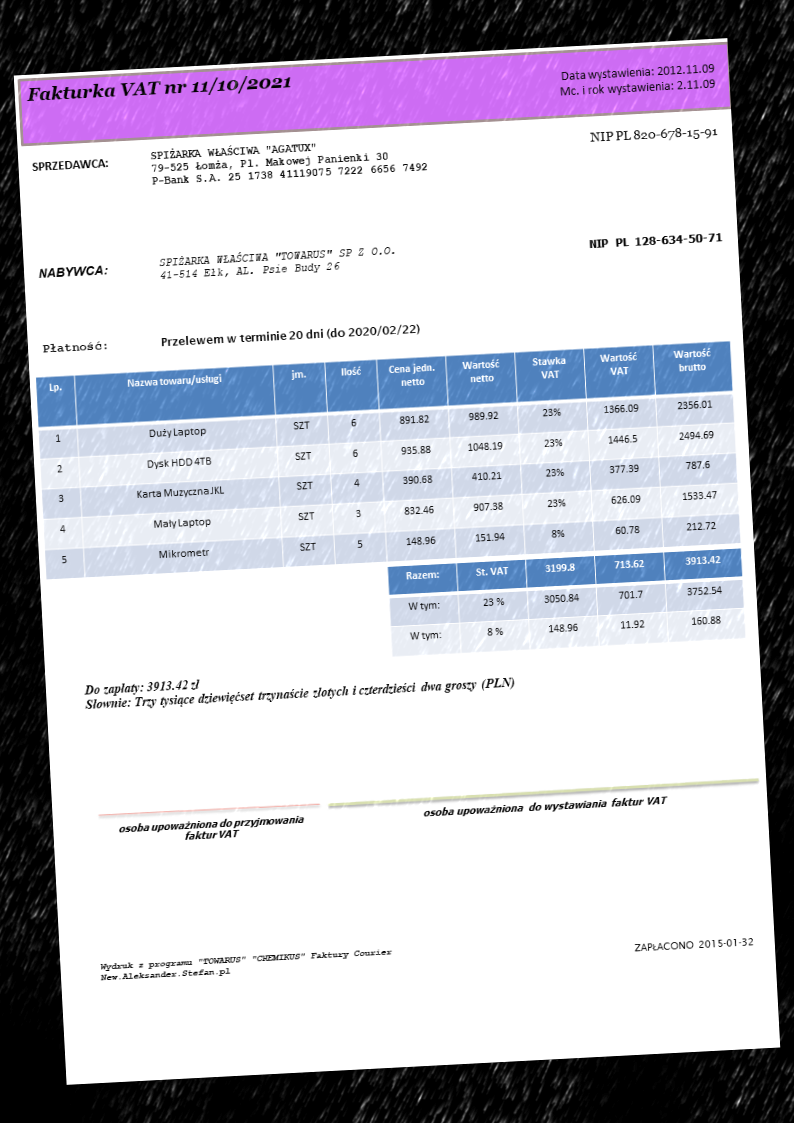 Fakturka VAT nr 11/10/2021
Data wystawienia: 2012.11.09
Mc. i rok wystawienia: 2.11.09
SPRZEDAWCA:
SPIŻARKA WŁAŚCIWA "AGATUX"
79-525 Łomża, Pl. Makowej Panienki 30
P-Bank S.A. 25 1738 41119075 7222 6656 7492
NIP PL 820-678-15-91
NABYWCA:
SPIŻARKA WŁAŚCIWA "TOWARUS" SP Z O.O.
41-514 Ełk, AL. Psie Budy 26
NIP PL 128-634-50-71
Płatność: Przelewem w terminie 20 dni (do 2020/02/22)
Lp. Nazwa towaru/usługi jm. Ilość Cena jedn. netto Wartość netto Stawka VAT Wartość VAT Wartość brutto
1 Duży Laptop SZT 6 891.82 989.92 23% 1366.09 2356.01
2 Dysk HDD 4TB SZT 6 935.88 1048.19 23% 1446.5 2494.69
3 Karta Muzyczna JKL SZT 4 390.68 410.21 23% 377.39 787.6
4 Mały Laptop SZT 3 832.46 907.38 23% 626.09 1533.47
5 Mikrometr SZT 5 148.96 151.94 8% 60.78 212.72
Razem: St. VAT 3199.8 713.62 3913.42
W tym: 23 % 3050.84 701.7 3752.54
W tym: 8 % 148.96 11.92 160.88
Do zapłaty: 3913.42 zł
Słownie: Trzy tysiące dziewięćset trzynaście złotych i czterdzieści dwa groszy (PLN)
osoba upoważniona do przyjmowania
faktur VAT
osoba upoważniona do wystawiania faktur VAT
Wydruk z programu "TOWARUS" "CHEMIKUS" Faktury Courier
New.Aleksander.Stefan.pl
ZAPŁACONO 2015-01-32